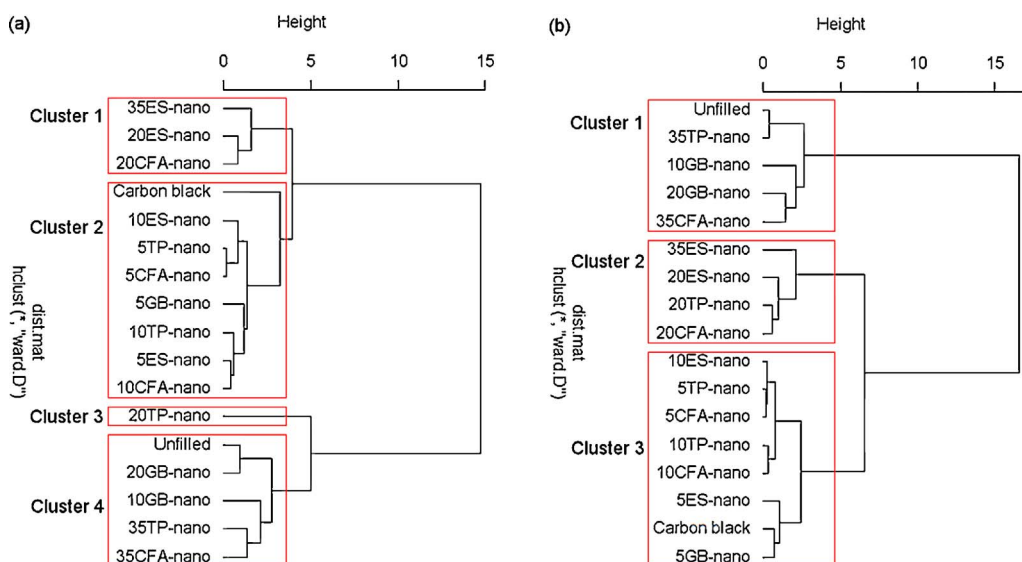 (a)
Height
0 5 10 15
Cluster 1
35ES-nano
20ES-nano
20CFA-nano
Cluster 2
Carbon black
10ES-nano
5TP-nano
5CFA-nano
5GB-nano
10TP-nano
5ES-nano
10CFA-nano
Cluster 3
20TP-nano
Cluster 4
Unfilled
20GB-nano
10GB-nano
35TP-nano
35CFA-nano
dist.mat
hclust (*, "ward.D")
(b)
Height
0 5 10 15
Cluster 1
Unfilled
35TP-nano
10GB-nano
20GB-nano
35CFA-nano
Cluster 2
35ES-nano
20ES-nano
20TP-nano
20CFA-nano
Cluster 3
10ES-nano
5TP-nano
5CFA-nano
10TP-nano
10CFA-nano
5ES-nano
Carbon black
5GB-nano
dist.mat
hclust (*, "ward.D")